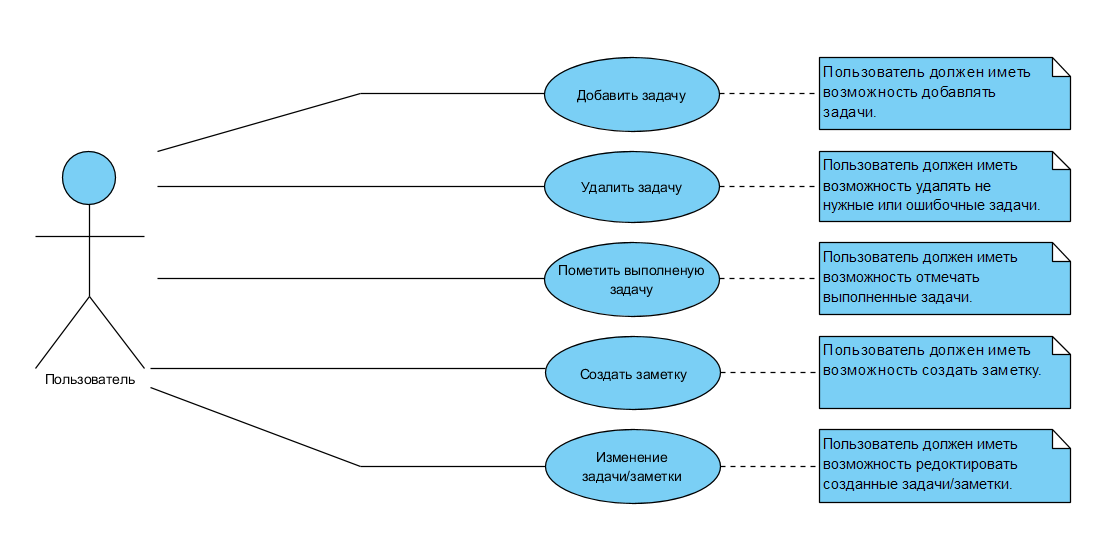 Добавить задачу
Пользователь должен иметь
возможность добавлять
задачи.
Удалить задачу
Пользователь должен иметь
возможность удалять не
нужные или ошибочные задачи.
Пометить выполненую
задачу
Пользователь должен иметь
возможность отмечать
выполненные задачи.
Пользователь
Создать заметку
Пользователь должен иметь
возможность создать заметку.
Изменение
задачи/заметки
Пользователь должен иметь
возможность редоктировать
созданные задачи/заметки.